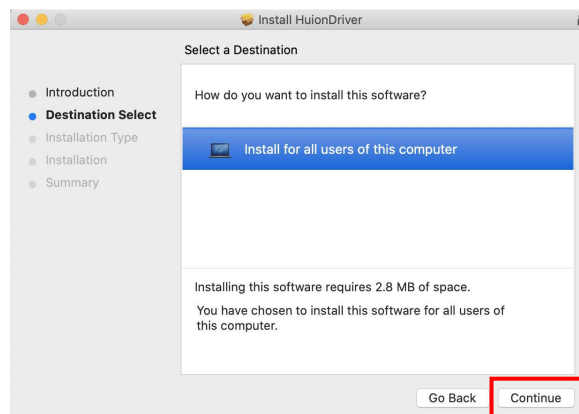 Install HuionDriver
Select a Destination
Introduction
Destination Select
Installation Type
Installation
Summary
How do you want to install this software?
Install for all users of this computer
Installing this software requires 2.8 MB of space.
You have chosen to install this software for all users of
this computer.
Go Back
Continue